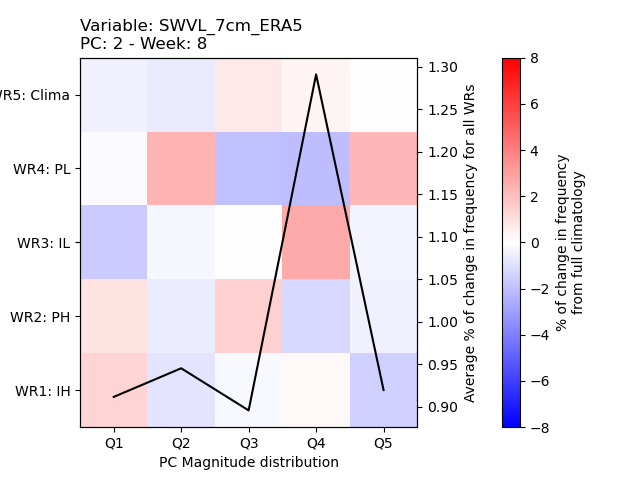 Variable: SWVL_7cm_ERA5
PC: 2 - Week: 8
R5: Clima
WR4: PL
WR3: IL
WR2: PH
WR1: IH
Q1 Q2 Q3 Q4 Q5
PC Magnitude distribution
1.30
1.25
1.20
1.15
1.10
1.05
1.00
0.95
0.90
Average % of change in frequency for all WRs
8
6
4
2
0
−2
−4
−6
−8
% of change in frequency
from full climatology